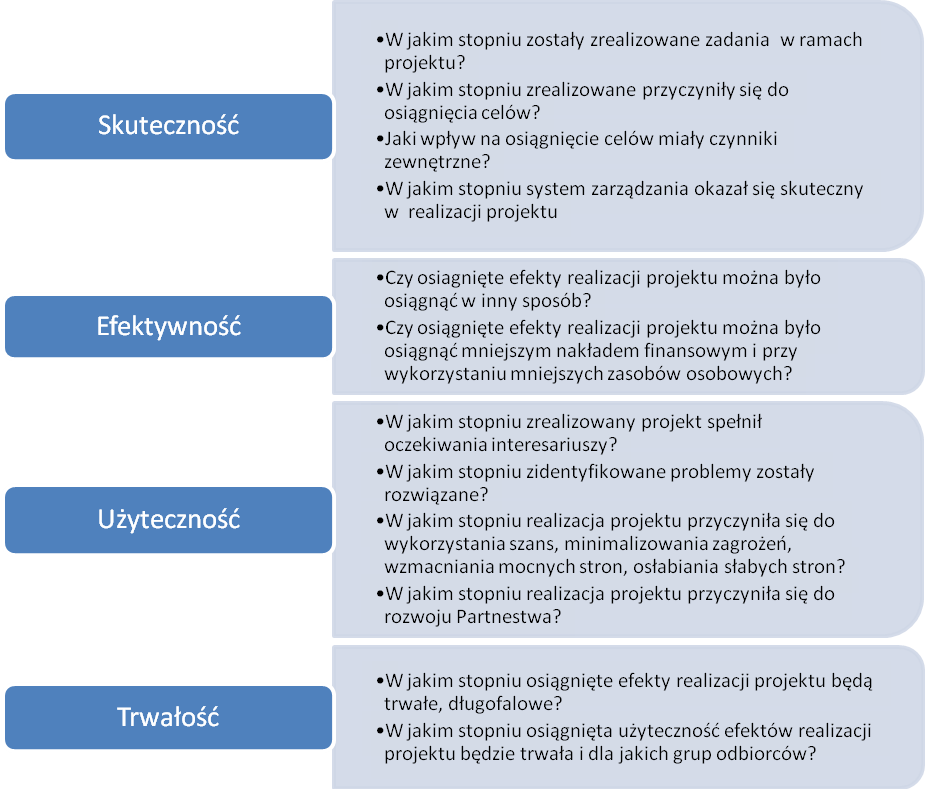 Skuteczność
•W jakim stopniu zostały zrealizowane zadania w ramach
projektu?
•W jakim stopniu zrealizowane przyczyniły się do
osiągnięcia celów?
•Jaki wpływ na osiągnięcie celów miały czynniki
zewnętrzne?
•W jakim stopniu system zarządzania okazał się skuteczny
w realizacji projektu
Efektywność
•Czy osiagnięte efekty realizacji projektu można było
osiągnąć w inny sposób?
•Czy osiągnięte efekty realizacji projektu można było
osiągnąć mniejszym nakładem finansowym i przy
wykorzystaniu mniejszych zasobów osobowych?
Użyteczność
•W jakim stopniu zrealizowany projekt spełnił
oczekiwania interesariuszy?
•W jakim stopniu zidentyfikowane problemy zostały
rozwiązane?
•W jakim stopniu realizacja projektu przyczyniła się do
wykorzystania szans, minimalizowania zagrożeń,
wzmacniania mocnych stron, osłabiania słabych stron?
•W jakim stopniu realizacja projektu przyczyniła się do
rozwoju Partnestwa?
Trwałość
•W jakim stopniu osiągnięte efekty realizacji projektu będą
trwałe, długofalowe?
•W jakim stopniu osiągnięta użyteczność efektów realizacji
projektu będzie trwała i dla jakich grup odbiorców?